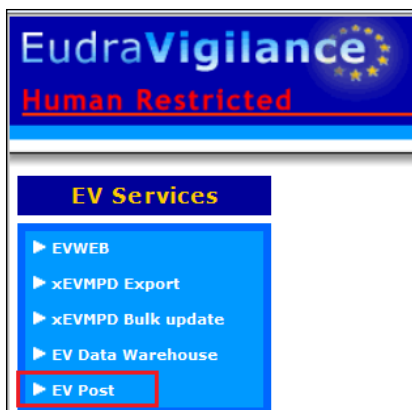 EudraVigilance
Human Restricted
EV Services
EVWEB
xEVMPD Export
xEVMPD Bulk update
EV Data Warehouse
EV Post